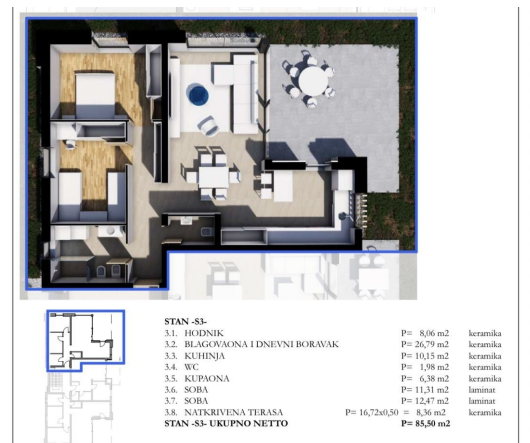 STAN -S3-
3.1. HODNIK P= 8,06 m2 keramika
3.2. BLAGOVAONA I DNEVNI BORAVAK P= 26,79 m2 keramika
3.3. KUHINJA P= 10,15 m2 keramika
3.4. WC P= 1,98 m2 keramika
3.5. KUPAONA P= 6,38 m2 keramika
3.6. SOBA P= 11,31 m2 laminat
3.7. SOBA P= 12,47 m2 laminat
3.8. NATKRIVENA TERASA P= 16,72x0,50 = 8,36 m2 keramika
STAN -S3- UKUPNO NETTO P= 85,50 m2